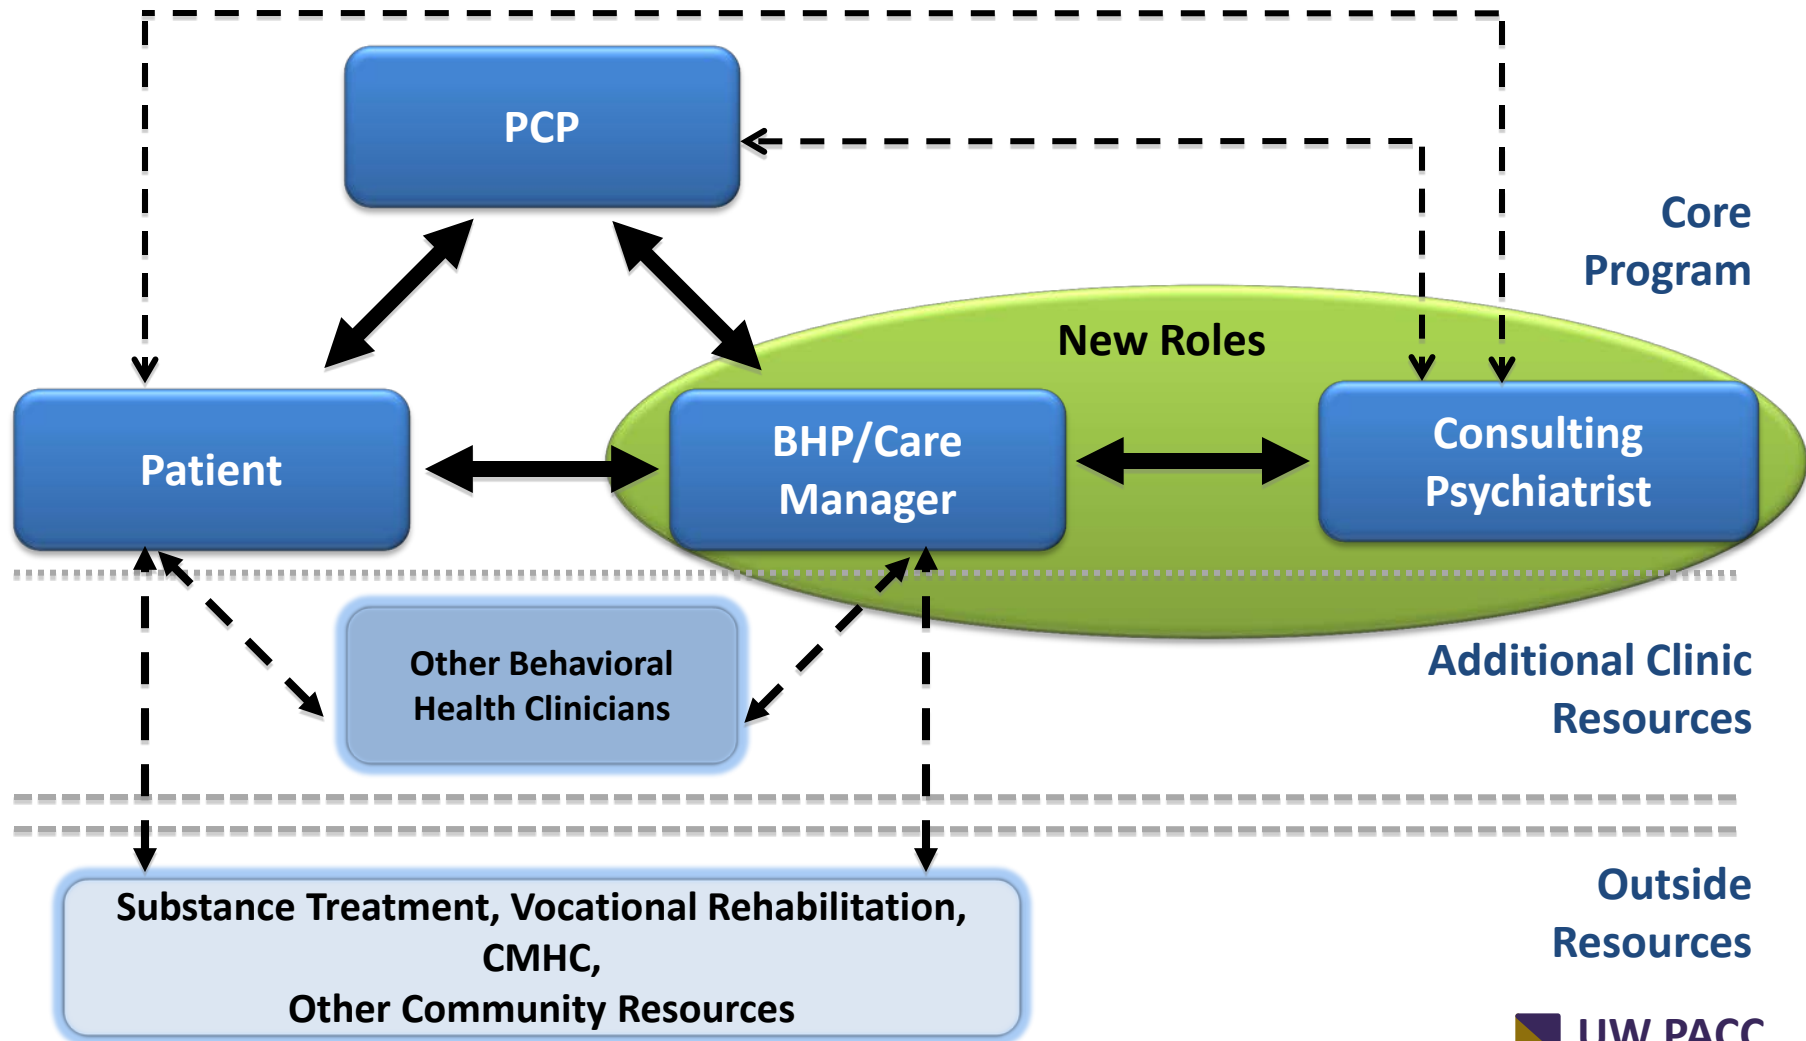 PCP
Core
Program
New Roles
Patient
BHP/Care
Manager
Consulting
Psychiatrist
Other Behavioral
Health Clinicians
Additional Clinic
Resources
Substance Treatment, Vocational Rehabilitation,
CMHC,
Other Community Resources
Outside
Resources
UW PACC